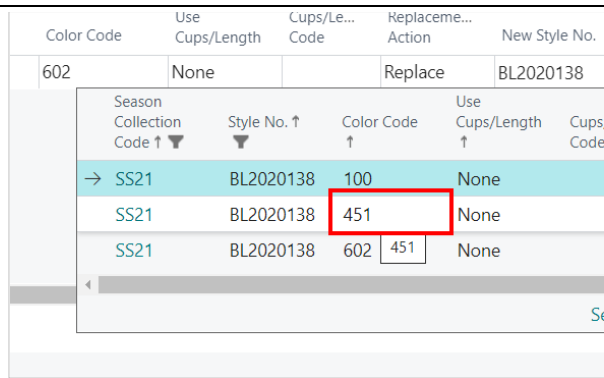 Color Code Use Cups/Length Cups/Le... Code Replaceme... Action New Style No.
602 None Replace BL2020138
Season Collection Code ↑ Style No. ↑ Color Code ↑ Use Cups/Length ↑ Cups/ Code
→ SS21 BL2020138 100 None
SS21 BL2020138 451 None
SS21 BL2020138 602 451 None
Se